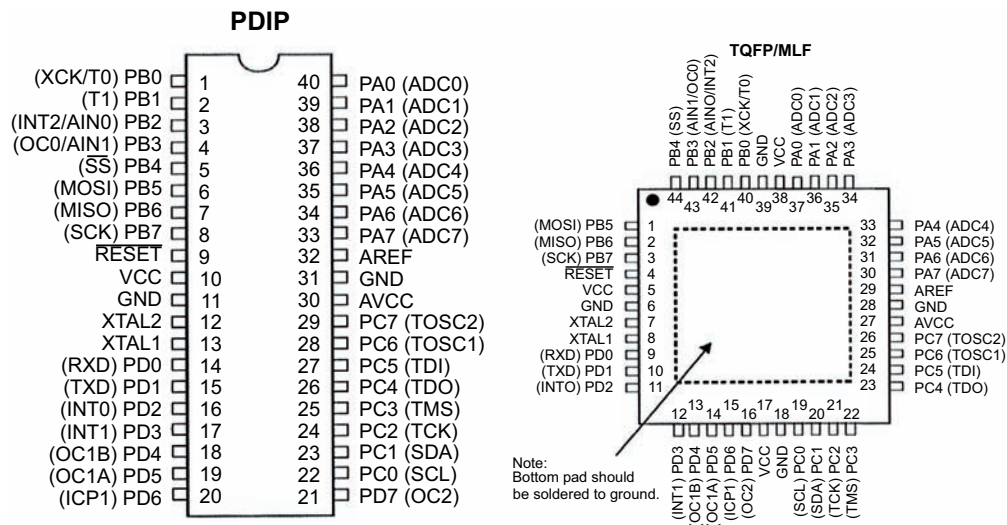 PDIP
(XCK/T0) PB0 1 40 PA0 (ADC0)
(T1) PB1 2 39 PA1 (ADC1)
(INT2/AIN0) PB2 3 38 PA2 (ADC2)
(OC0/AIN1) PB3 4 37 PA3 (ADC3)
(SS) PB4 5 36 PA4 (ADC4)
(MOSI) PB5 6 35 PA5 (ADC5)
(MISO) PB6 7 34 PA6 (ADC6)
(SCK) PB7 8 33 PA7 (ADC7)
RESET 9 32 AREF
VCC 10 31 GND
GND 11 30 AVCC
XTAL2 12 29 PC7 (TOSC2)
XTAL1 13 28 PC6 (TOSC1)
(RXD) PD0 14 27 PC5 (TDI)
(TXD) PD1 15 26 PC4 (TDO)
(INT0) PD2 16 25 PC3 (TMS)
(INT1) PD3 17 24 PC2 (TCK)
(OC1B) PD4 18 23 PC1 (SDA)
(OC1A) PD5 19 22 PC0 (SCL)
(ICP1) PD6 20 21 PD7 (OC2)
TQFP/MLF
PB4 (SS)
PB3 (AIN1/OC0)
PB2 (AINO/INT2)
PB1 (T1)
PB0 (XCK/T0)
GND
VCC
PA0 (ADC0)
PA1 (ADC1)
PA2 (ADC2)
PA3 (ADC3)
44 43 42 41 40 39 38 37 36 35 34
(MOSI) PB5 1 33 PA4 (ADC4)
(MISO) PB6 2 32 PA5 (ADC5)
(SCK) PB7 3 31 PA6 (ADC6)
RESET 4 30 PA7 (ADC7)
VCC 5 29 AREF
GND 6 28 GND
XTAL2 7 27 AVCC
XTAL1 8 26 PC7 (TOSC2)
(RXD) PD0 9 25 PC6 (TOSC1)
(TXD) PD1 10 24 PC5 (TDI)
(INTO) PD2 11 23 PC4 (TDO)
12 13 14 15 16 17 18 19 20 21 22
(INT1) PD3
(OC1B) PD4
(OC1A) PD5
(ICP1) PD6
(OC2) PD7
VCC
GND
(SCL) PC0
(SDA) PC1
(TCK) PC2
(TMS) PC3
Note:
Bottom pad should
be soldered to ground.